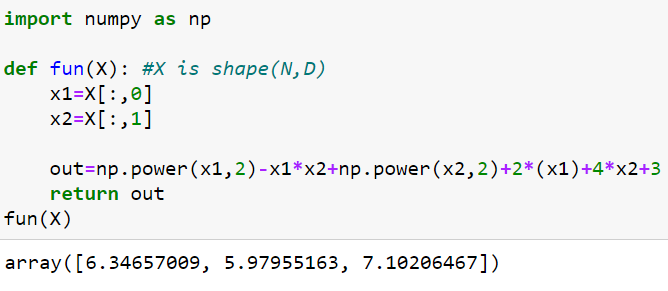 import numpy as np
def fun(X): #X is shape(N,D)
x1=X[:,0]
x2=X[:,1]
out=np.power(x1,2)-x1*x2+np.power(x2,2)+2*(x1)+4*x2+3
return out
fun(X)
array([6.34657009, 5.97955163, 7.10206467])